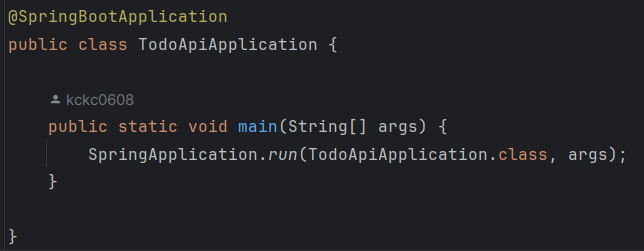 @SpringBootApplication
public class TodoApiApplication {
kckc0608
public static void main(String[] args) {
SpringApplication.run(TodoApiApplication.class, args);
}
}